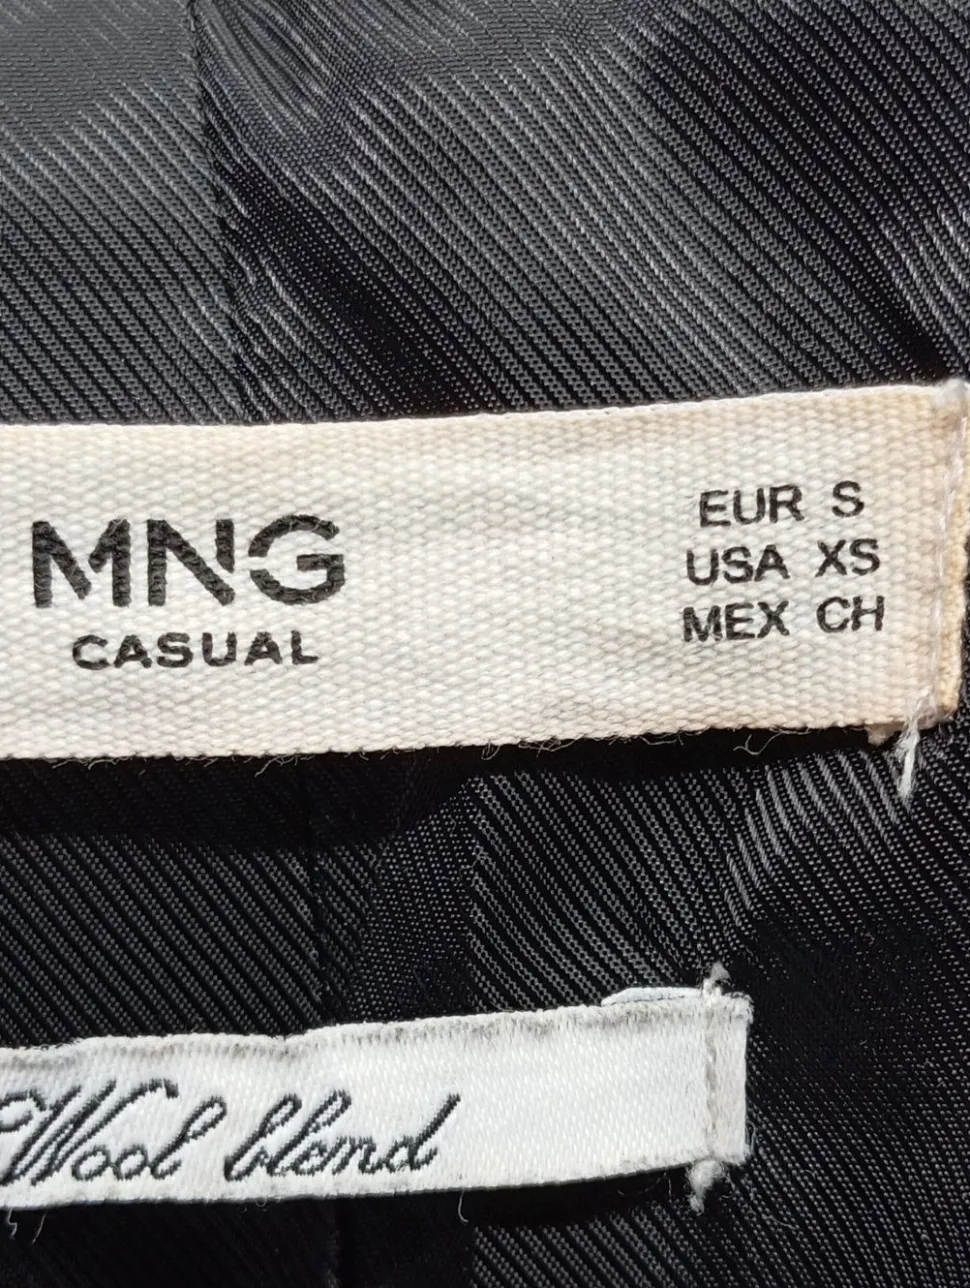 MNG
CASUAL
EUR S
USA XS
MEX CH
Wool blend